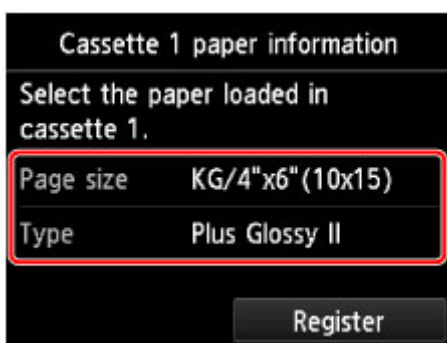 Cassette 1 paper information
Select the paper loaded in
cassette 1.
Page size KG/4"x6"(10x15)
Type Plus Glossy II
Register